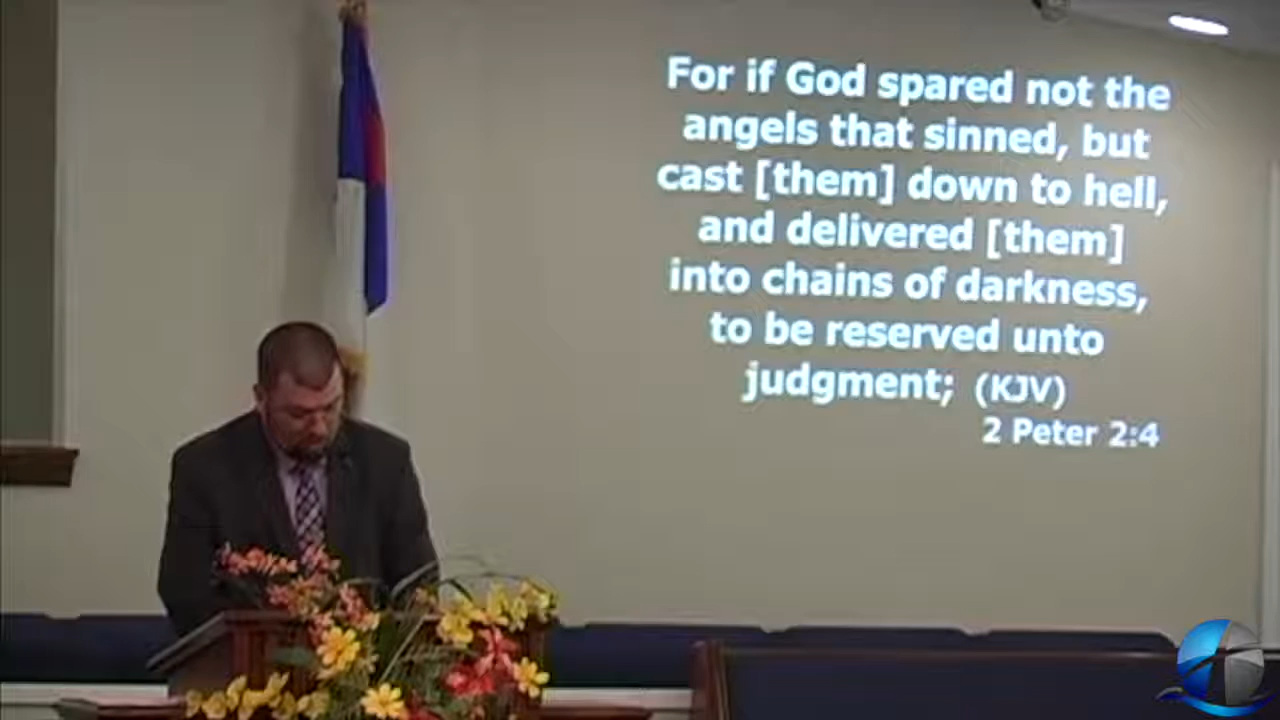 For if God spared not the
angels that sinned, but
cast [them] down to hell,
and delivered [them]
into chains of darkness,
to be reserved unto
judgment; (KJV)
2 Peter 2:4